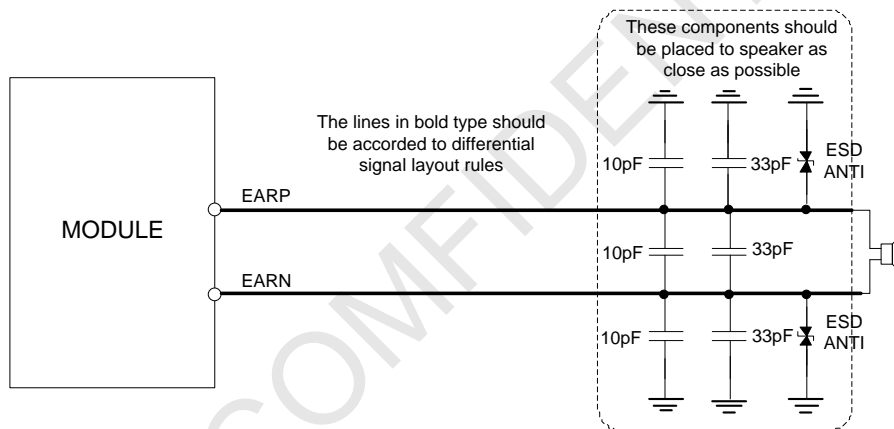 These components should
be placed to speaker as
close as possible
The lines in bold type should
be accorded to differential
signal layout rules
10pF
33pF
ESD
ANTI
EARP
MODULE
10pF
33pF
EARN
10pF
33pF
ESD
ANTI
COMFIDENT